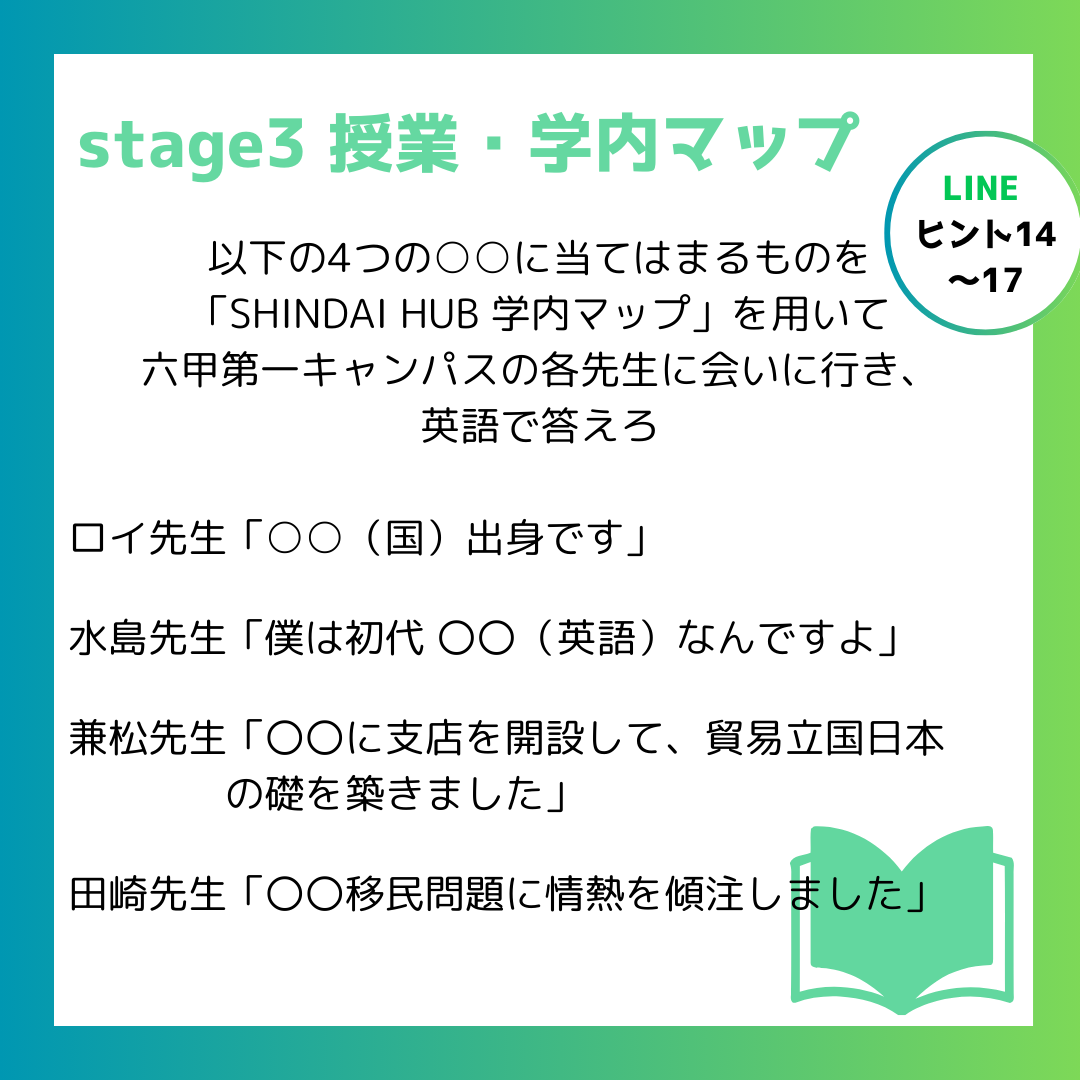 stage3 授業・学内マップ
LINE
ヒント14
〜17
以下の4つの○○に当てはまるものを
「SHINDAI HUB 学内マップ」を用いて
六甲第一キャンパスの各先生に会いに行き、
英語で答えろ
ロイ先生「○○（国）出身です」
水島先生「僕は初代 〇〇（英語）なんですよ」
兼松先生「〇〇に支店を開設して、貿易立国日本
の礎を築きました」
田崎先生「〇〇移民問題に情熱を傾注しました」